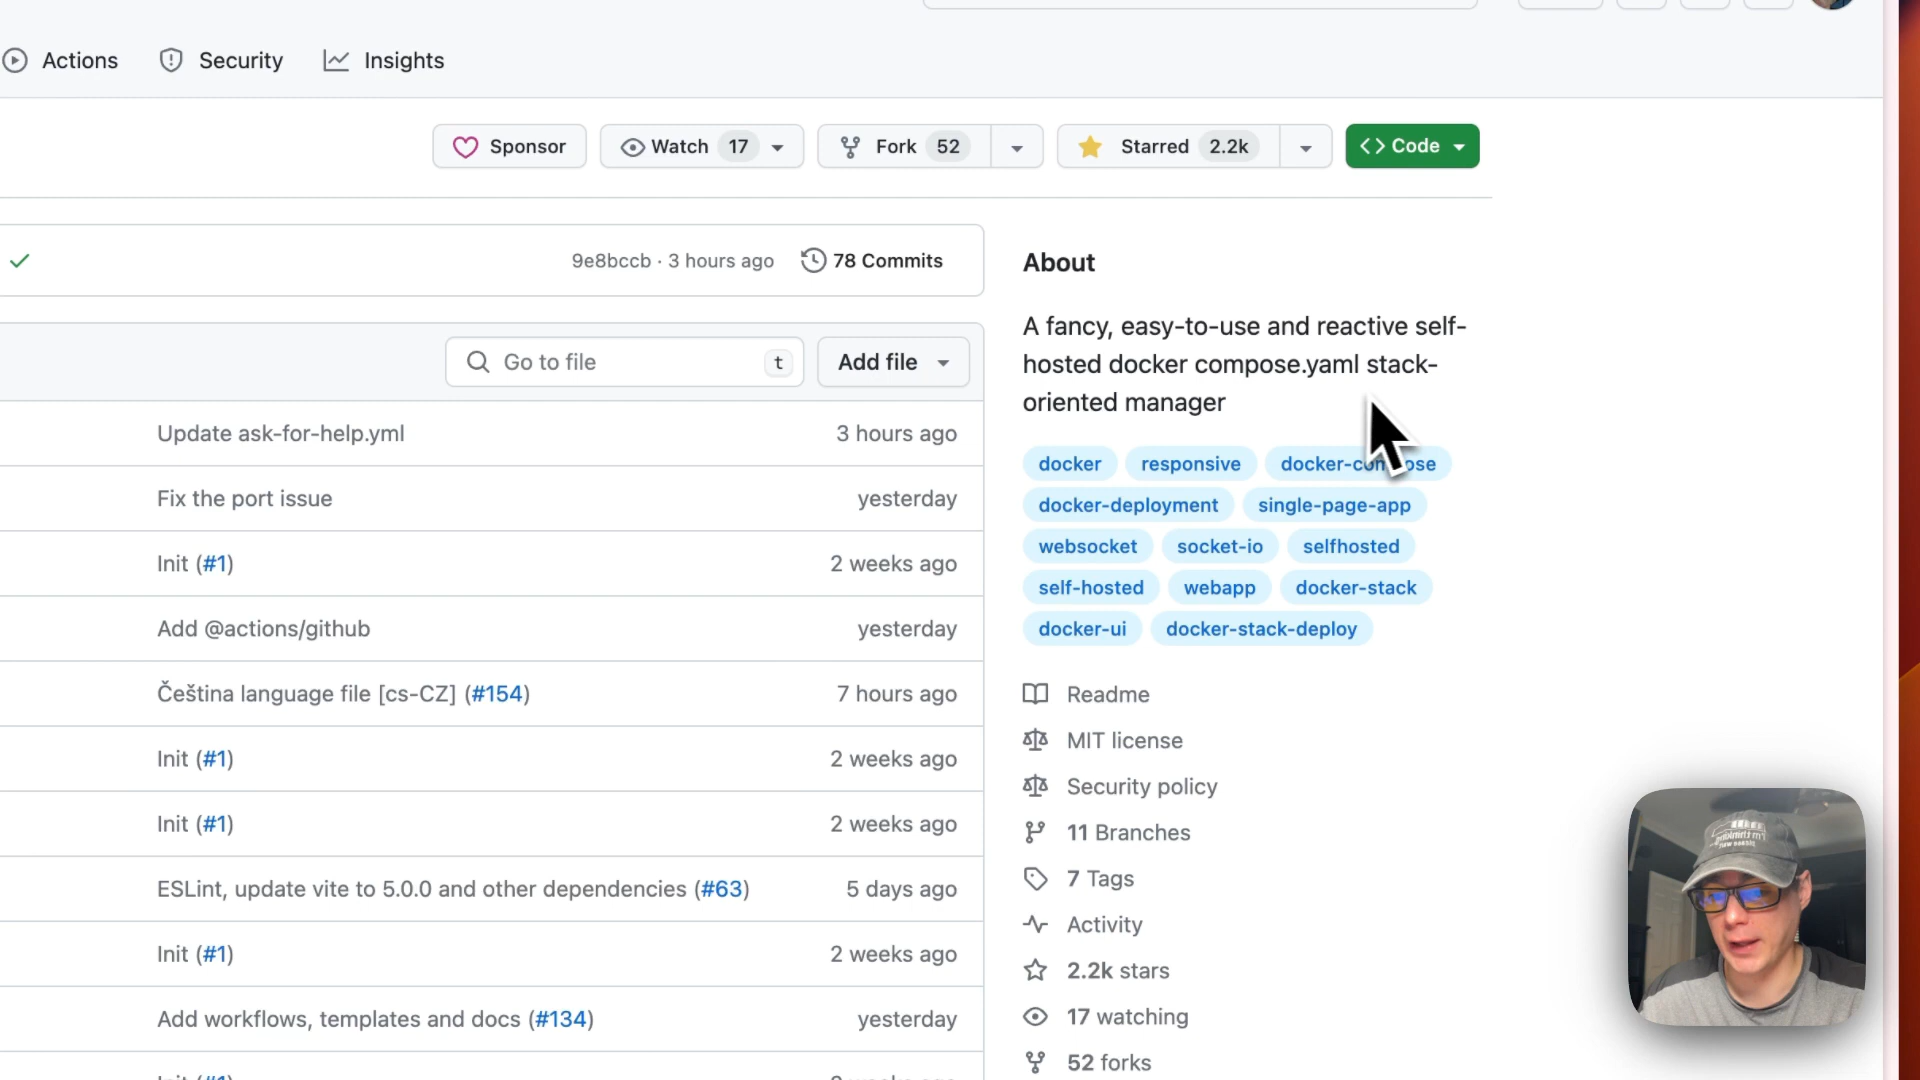 Actions Security Insights
Sponsor Watch 17 Fork 52 Starred 2.2k <> Code
9e8bccb · 3 hours ago 78 Commits
Go to file t Add file
Update ask-for-help.yml 3 hours ago
Fix the port issue yesterday
Init (#1) 2 weeks ago
Add @actions/github yesterday
Čeština language file [cs-CZ] (#154) 7 hours ago
Init (#1) 2 weeks ago
Init (#1) 2 weeks ago
ESLint, update vite to 5.0.0 and other dependencies (#63) 5 days ago
Init (#1) 2 weeks ago
Add workflows, templates and docs (#134) yesterday
About
A fancy, easy-to-use and reactive self-
hosted docker compose.yaml stack-
oriented manager
docker responsive docker-compose
docker-deployment single-page-app
websocket socket-io selfhosted
self-hosted webapp docker-stack
docker-ui docker-stack-deploy
Readme
MIT license
Security policy
11 Branches
7 Tags
Activity
2.2k stars
17 watching
52 forks